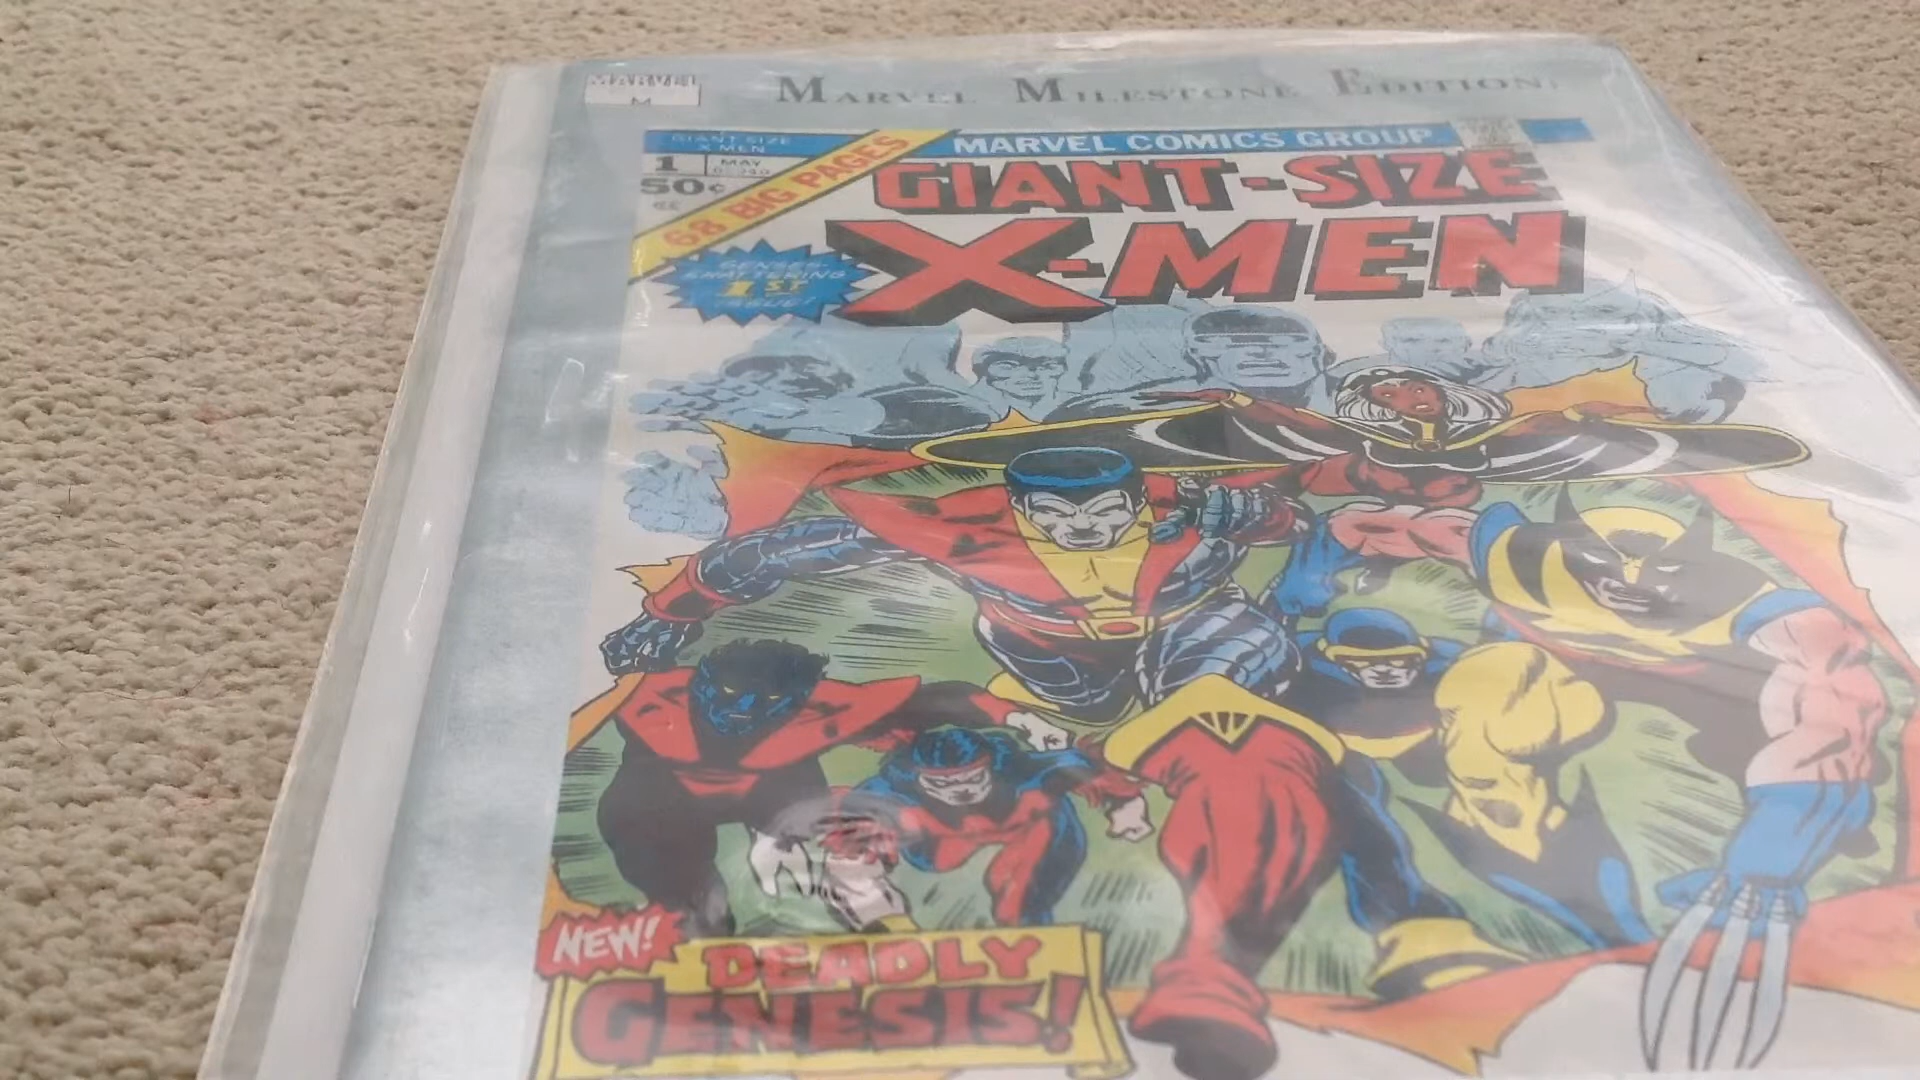 MARVEL
M
MARVEL MILESTONE EDITION:
GIANT-SIZE
X-MEN
1
MAY
50¢
68 BIG PAGES
MARVEL COMICS GROUP
GIANT-SIZE
X-MEN
SENSES-
SHATTERING
1ST
ISSUE!
NEW!
DEADLY
GENESIS!